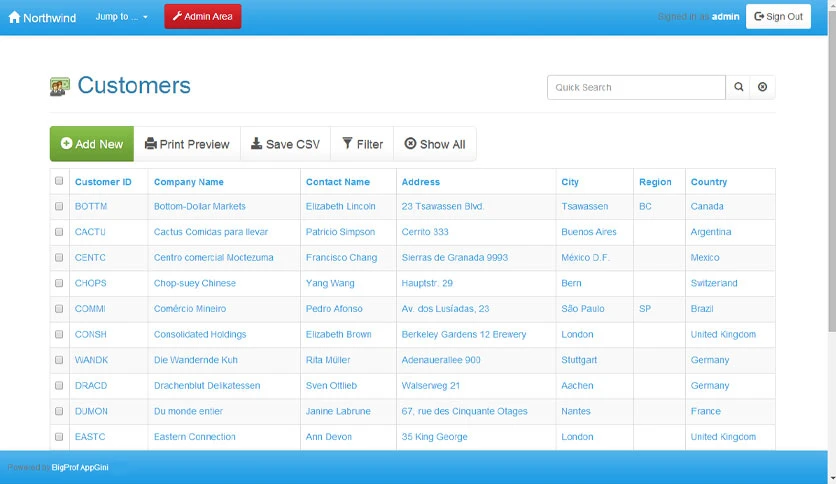 Northwind Jump to ... Admin Area Signed in as admin Sign Out
Customers Quick Search
Add New Print Preview Save CSV Filter Show All
Customer ID Company Name Contact Name Address City Region Country
BOTTM Bottom-Dollar Markets Elizabeth Lincoln 23 Tsawassen Blvd. Tsawassen BC Canada
CACTU Cactus Comidas para llevar Patricio Simpson Cerrito 333 Buenos Aires Argentina
CENTC Centro comercial Moctezuma Francisco Chang Sierras de Granada 9993 México D.F. Mexico
CHOPS Chop-suey Chinese Yang Wang Hauptstr. 29 Bern Switzerland
COMMI Comércio Mineiro Pedro Afonso Av. dos Lusíadas, 23 São Paulo SP Brazil
CONSH Consolidated Holdings Elizabeth Brown Berkeley Gardens 12 Brewery London United Kingdom
WANDK Die Wandernde Kuh Rita Müller Adenauerallee 900 Stuttgart Germany
DRACD Drachenblut Delikatessen Sven Ottlieb Walserweg 21 Aachen Germany
DUMON Du monde entier Janine Labrune 67, rue des Cinquante Otages Nantes France
EASTC Eastern Connection Ann Devon 35 King George London United Kingdom
Powered by BigProf AppGini